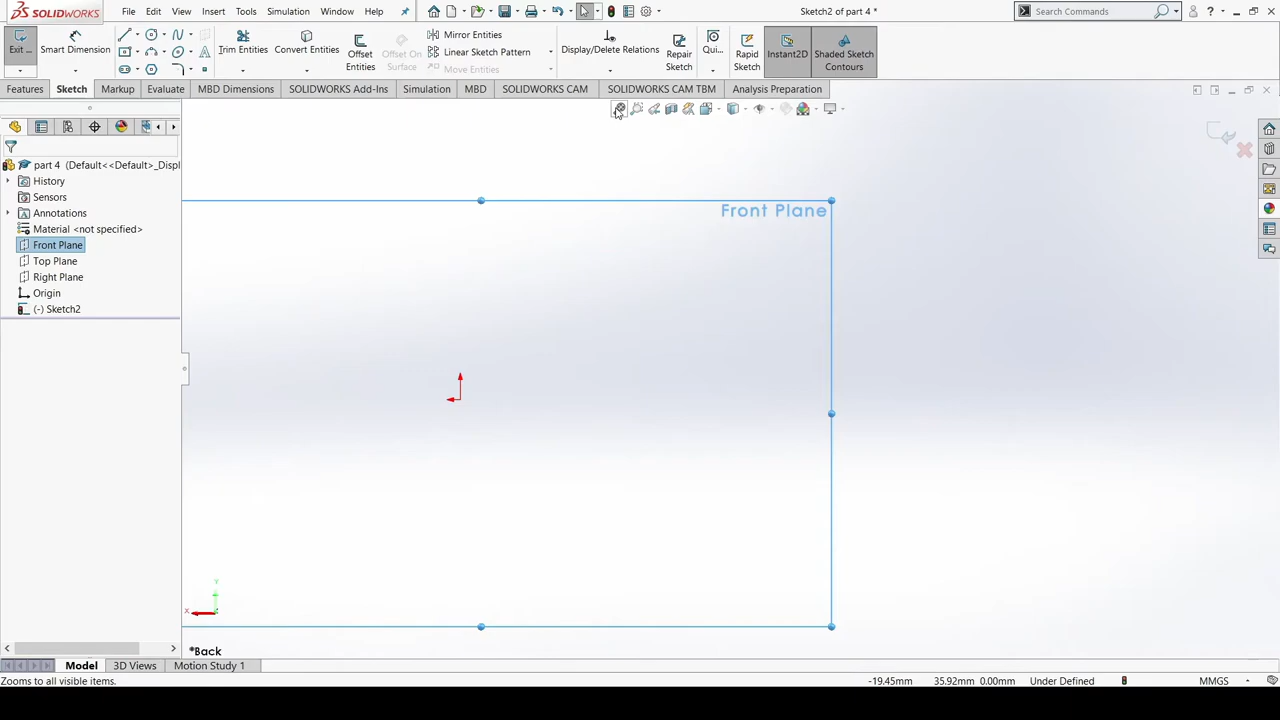 SOLIDWORKS File Edit View Insert Tools Simulation Window Help Sketch2 of part 4 * Search Commands ?
Exit ... Smart Dimension Trim Entities Convert Entities Offset Entities Offset On Surface Mirror Entities Linear Sketch Pattern Move Entities Display/Delete Relations Repair Sketch Qui... Rapid Sketch Instant2D Shaded Sketch Contours
Features Sketch Markup Evaluate MBD Dimensions SOLIDWORKS Add-Ins Simulation MBD SOLIDWORKS CAM SOLIDWORKS CAM TBM Analysis Preparation
part 4 (Default<<Default>_Displ
History
Sensors
Annotations
Material <not specified>
Front Plane
Top Plane
Right Plane
Origin
(-) Sketch2
Front Plane
Y
X
*Back
Model 3D Views Motion Study 1
Zooms to all visible items. -19.45mm 35.92mm 0.00mm Under Defined MMGS